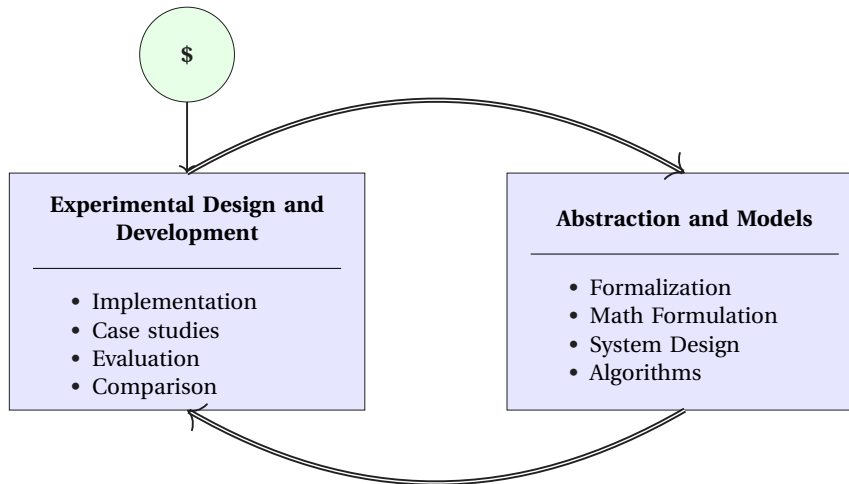 $
Experimental Design and
Development
• Implementation
• Case studies
• Evaluation
• Comparison
Abstraction and Models
• Formalization
• Math Formulation
• System Design
• Algorithms